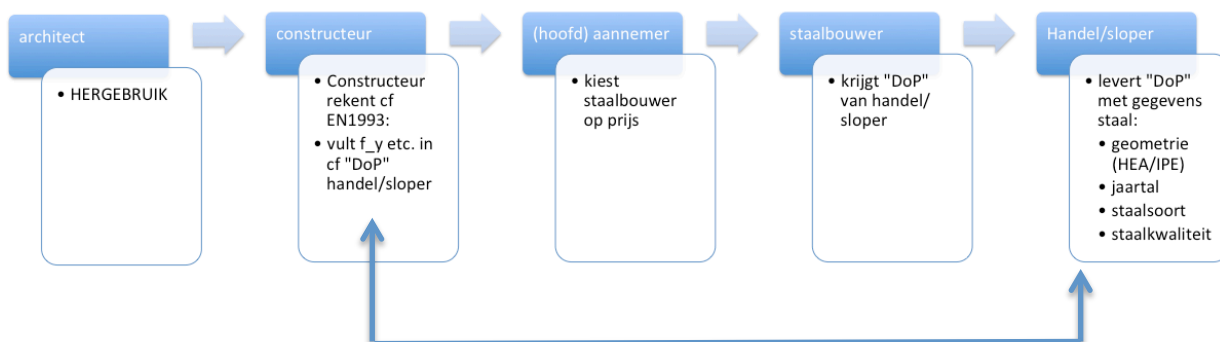 architect
• HERGEBRUIK
constructeur
• Constructeur
rekent cf
EN1993:
• vult f_y etc. in
cf "DoP"
handel/sloper
(hoofd) aannemer
• kiest
staalbouwer
op prijs
staalbouwer
• krijgt "DoP"
van handel/
sloper
Handel/sloper
• levert "DoP"
met gegevens
staal:
• geometrie
(HEA/IPE)
• jaartal
• staalsoort
• staalkwaliteit